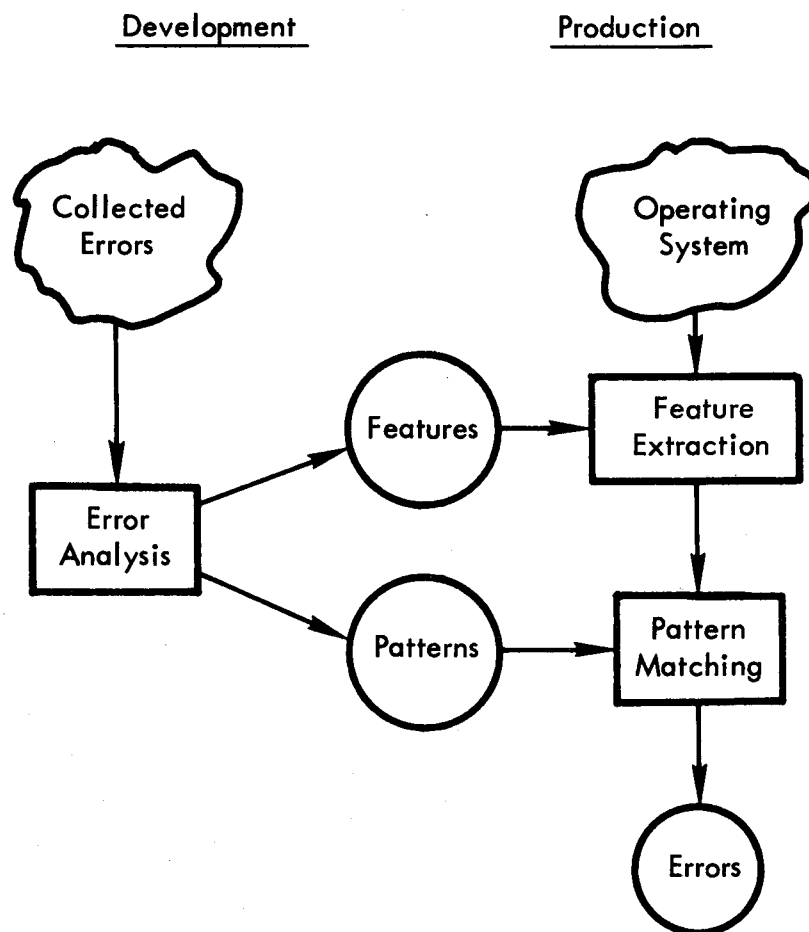 Development
Production
Collected
Errors
Operating
System
Features
Feature
Extraction
Error
Analysis
Patterns
Pattern
Matching
Errors